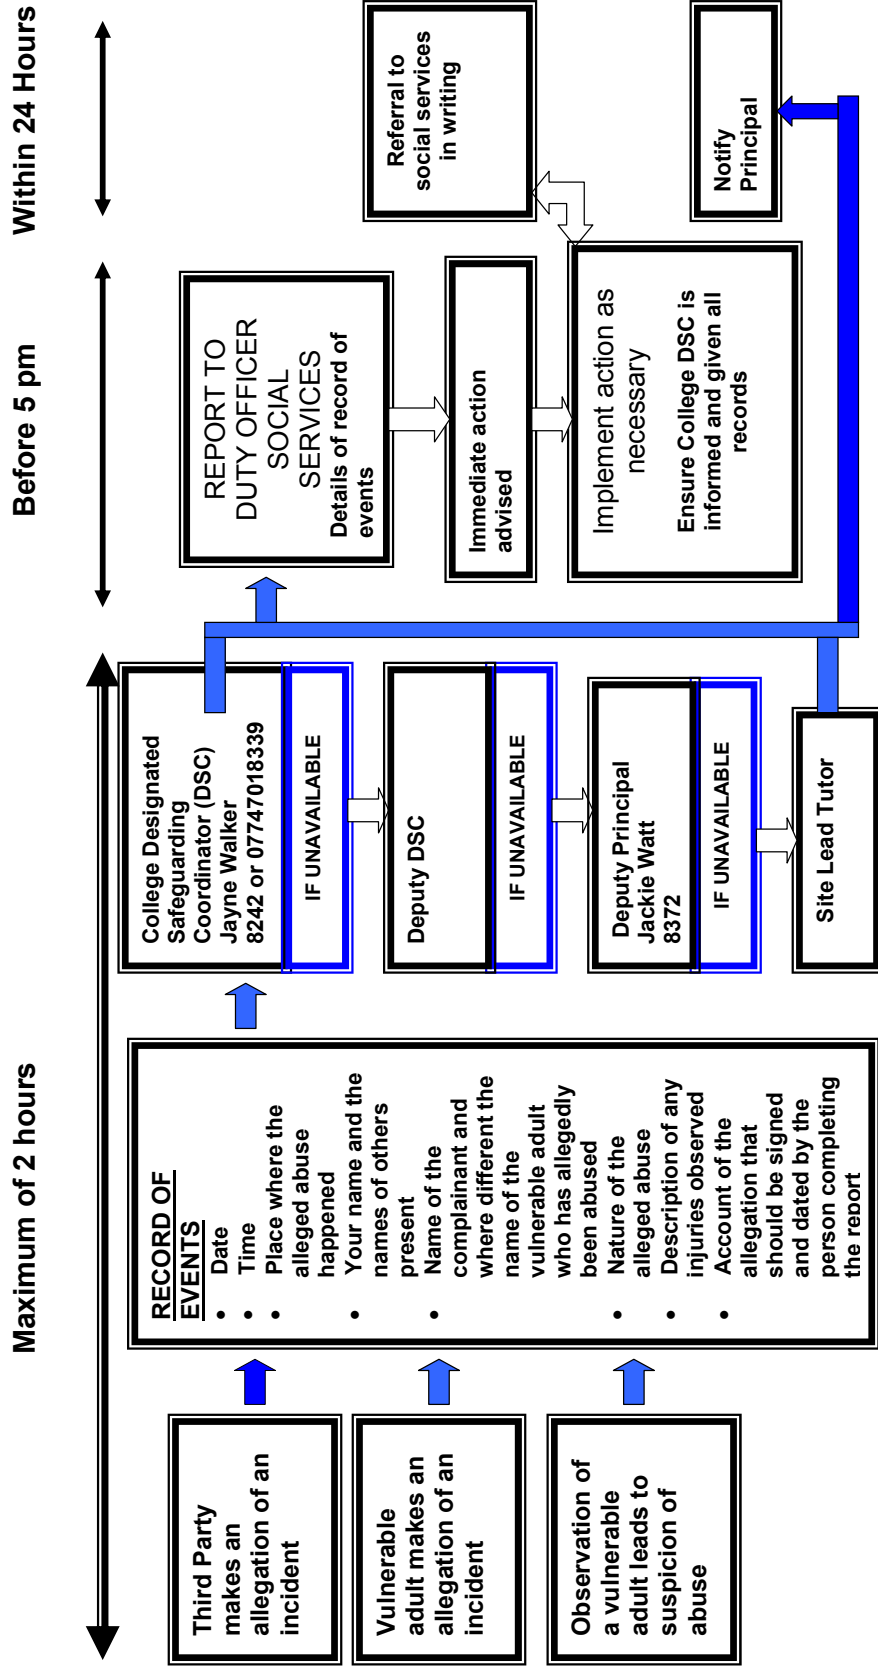 Maximum of 2 hours
Before 5 pm
Within 24 Hours
Third Party
makes an
allegation of an
incident
Vulnerable
adult makes an
allegation of an
incident
Observation of
a vulnerable
adult leads to
suspicion of
abuse
RECORD OF
EVENTS
• Date
• Time
• Place where the
alleged abuse
happened
• Your name and the
names of others
present
• Name of the
complainant and
where different the
name of the
vulnerable adult
who has allegedly
been abused
• Nature of the
alleged abuse
• Description of any
injuries observed
• Account of the
allegation that
should be signed
and dated by the
person completing
the report
College Designated
Safeguarding
Coordinator (DSC)
Jayne Walker
8242 or 07747018339
IF UNAVAILABLE
Deputy DSC
IF UNAVAILABLE
Deputy Principal
Jackie Watt
8372
IF UNAVAILABLE
Site Lead Tutor
REPORT TO
DUTY OFFICER
SOCIAL
SERVICES
Details of record of
events
Immediate action
advised
Implement action as
necessary
Ensure College DSC is
informed and given all
records
Referral to
social services
in writing
Notify
Principal